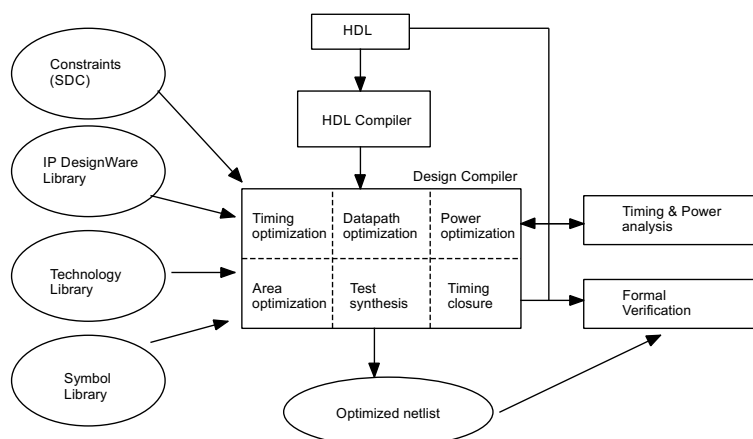 HDL
Constraints
(SDC)
HDL Compiler
IP DesignWare
Library
Design Compiler
Timing
optimization
Datapath
optimization
Power
optimization
Timing & Power
analysis
Technology
Library
Area
optimization
Test
synthesis
Timing
closure
Formal
Verification
Symbol
Library
Optimized netlist